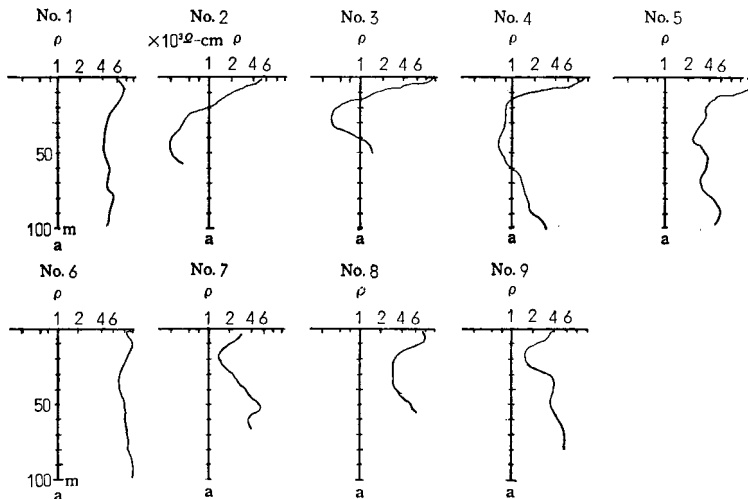 No. 1 No. 2 No. 3 No. 4 No. 5
ρ ×10³Ω-cm ρ ρ ρ ρ
1 2 4 6 1 2 4 6 1 2 4 6 1 2 4 6 1 2 4 6
50
100 m
a a a a a
No. 6 No. 7 No. 8 No. 9
ρ ρ ρ ρ
1 2 4 6 1 2 4 6 1 2 4 6 1 2 4 6
50
100 m
a a a a